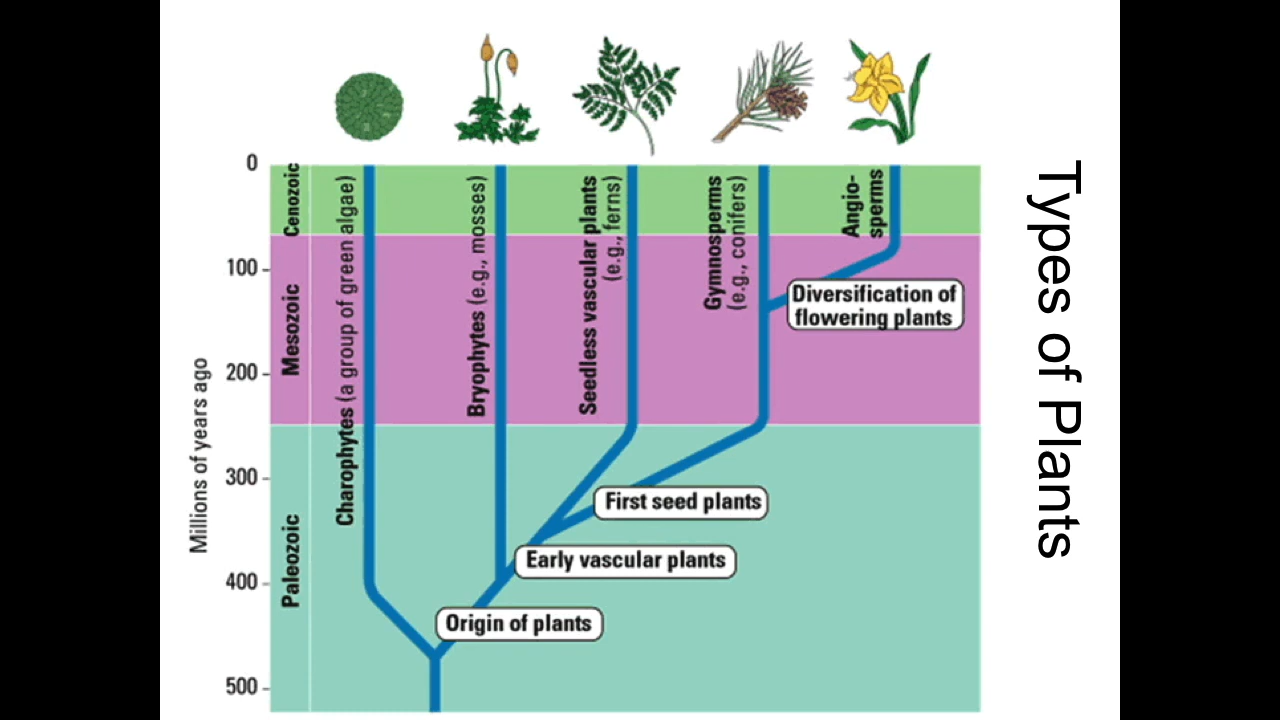 Types of Plants
Millions of years ago
0
100
200
300
400
500
Cenozoic
Mesozoic
Paleozoic
Charophytes (a group of green algae)
Bryophytes (e.g., mosses)
Seedless vascular plants
(e.g., ferns)
Gymnosperms
(e.g., conifers)
Angio-
sperms
Diversification of
flowering plants
First seed plants
Early vascular plants
Origin of plants